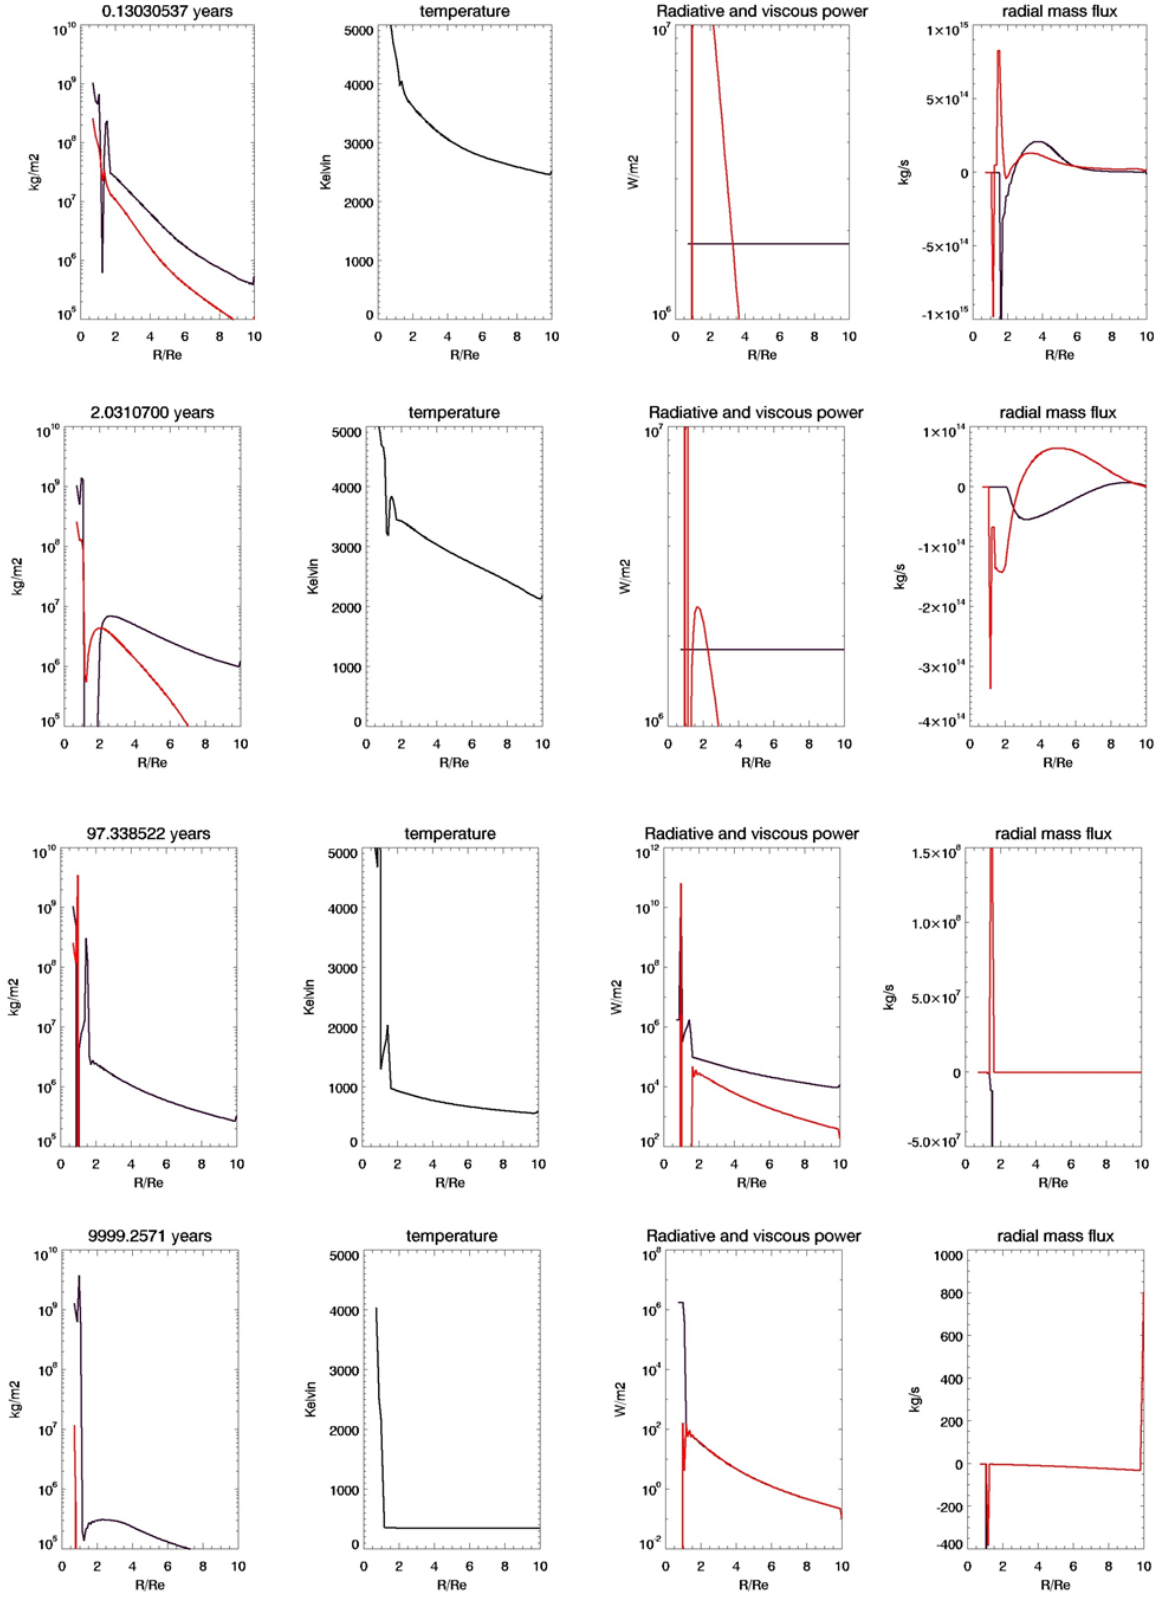 0.13030537 years
temperature
Radiative and viscous power
radial mass flux
10^10
10^9
10^8
10^7
10^6
10^5
kg/m2
0 2 4 6 8 10
R/Re
5000
4000
3000
2000
1000
0
Kelvin
0 2 4 6 8 10
R/Re
10^7
10^6
W/m2
0 2 4 6 8 10
R/Re
1×10^15
5×10^14
0
-5×10^14
-1×10^15
kg/s
0 2 4 6 8 10
R/Re
2.0310700 years
temperature
Radiative and viscous power
radial mass flux
10^10
10^9
10^8
10^7
10^6
10^5
kg/m2
0 2 4 6 8 10
R/Re
5000
4000
3000
2000
1000
0
Kelvin
0 2 4 6 8 10
R/Re
10^7
10^6
W/m2
0 2 4 6 8 10
R/Re
1×10^14
0
-1×10^14
-2×10^14
-3×10^14
-4×10^14
kg/s
0 2 4 6 8 10
R/Re
97.338522 years
temperature
Radiative and viscous power
radial mass flux
10^10
10^9
10^8
10^7
10^6
10^5
kg/m2
0 2 4 6 8 10
R/Re
5000
4000
3000
2000
1000
0
Kelvin
0 2 4 6 8 10
R/Re
10^12
10^10
10^8
10^6
10^4
10^2
W/m2
0 2 4 6 8 10
R/Re
1.5×10^8
1.0×10^8
5.0×10^7
0
-5.0×10^7
kg/s
0 2 4 6 8 10
R/Re
9999.2571 years
temperature
Radiative and viscous power
radial mass flux
10^10
10^9
10^8
10^7
10^6
10^5
kg/m2
0 2 4 6 8 10
R/Re
5000
4000
3000
2000
1000
0
Kelvin
0 2 4 6 8 10
R/Re
10^8
10^6
10^4
10^2
10^0
10^-2
W/m2
0 2 4 6 8 10
R/Re
1000
800
600
400
200
0
-200
-400
kg/s
0 2 4 6 8 10
R/Re